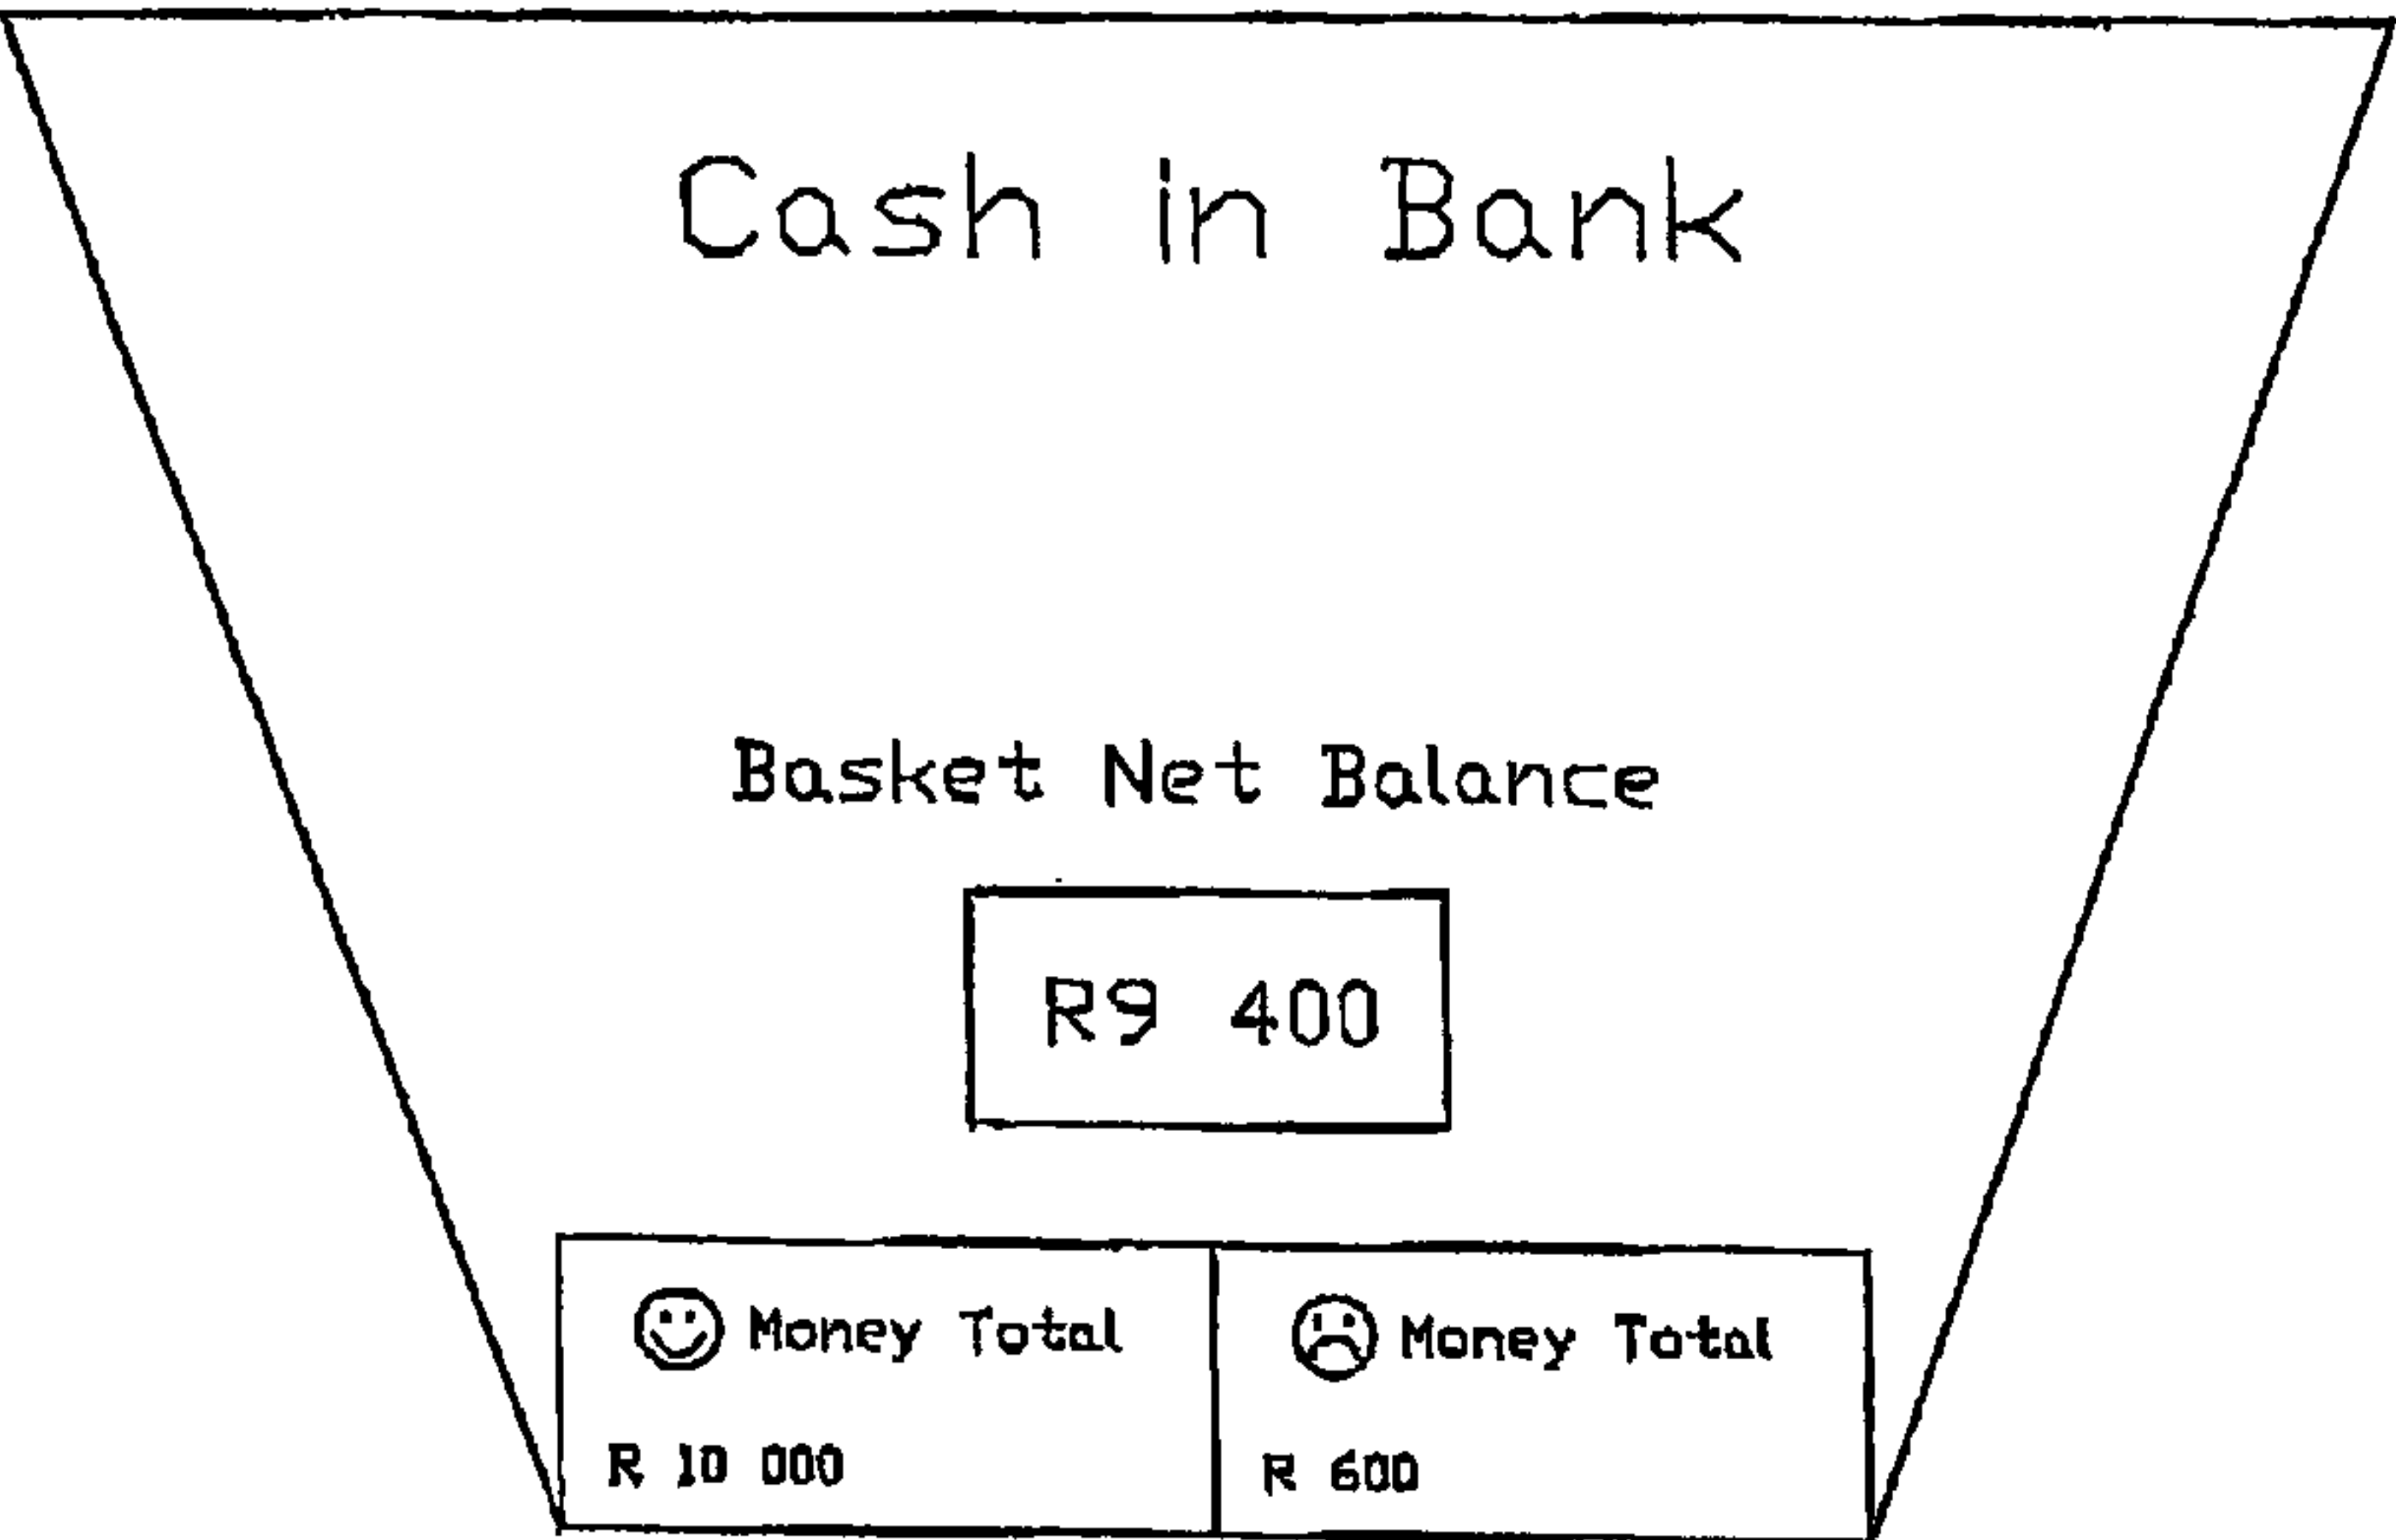 Cash in Bank
Basket Net Balance
R9 400
Money Total
Money Total
R 10 000
R 600